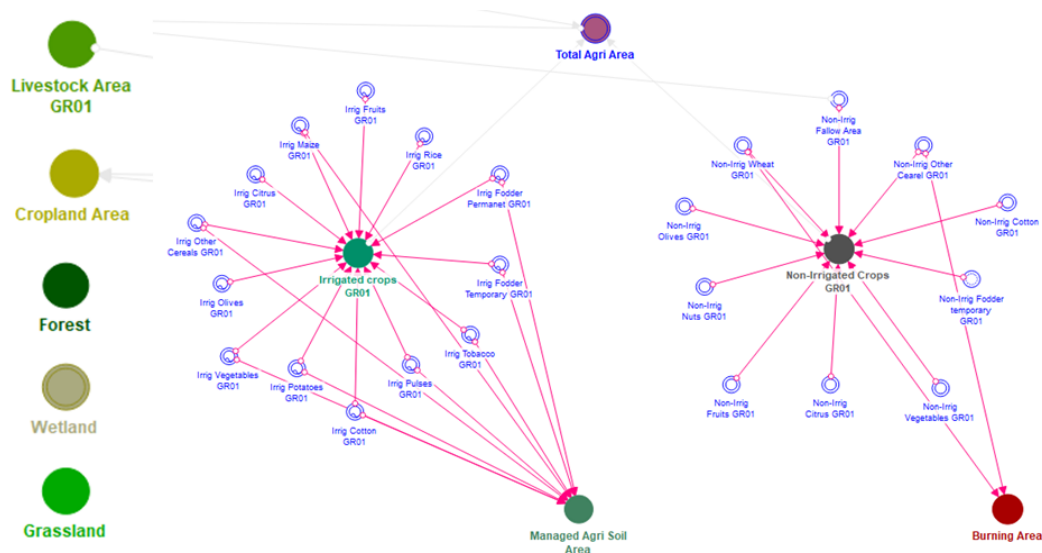 Livestock Area
GR01
Cropland Area
Forest
Wetland
Grassland
Total Agri Area
Irrig Fruits
GR01
Irrig Maize
GR01
Irrig Rice
GR01
Irrig Citrus
GR01
Irrig Fodder
Permanet GR01
Irrig Other
Cereals GR01
Irrigated crops
GR01
Irrig Fodder
Temporary GR01
Irrig Olives
GR01
Irrig Vegetables
GR01
Irrig Potatoes
GR01
Irrig Pulses
GR01
Irrig Tobacco
GR01
Irrig Cotton
GR01
Managed Agri Soil
Area
Non-Irrig
Fallow Area
GR01
Non-Irrig Wheat
GR01
Non-Irrig Other
Cearel GR01
Non-Irrig
Olives GR01
Non-Irrig Cotton
GR01
Non-Irrigated Crops
GR01
Non-Irrig
Nuts GR01
Non-Irrig Fodder
temporary
GR01
Non-Irrig
Fruits GR01
Non-Irrig
Citrus GR01
Non-Irrig
Vegetables GR01
Burning Area